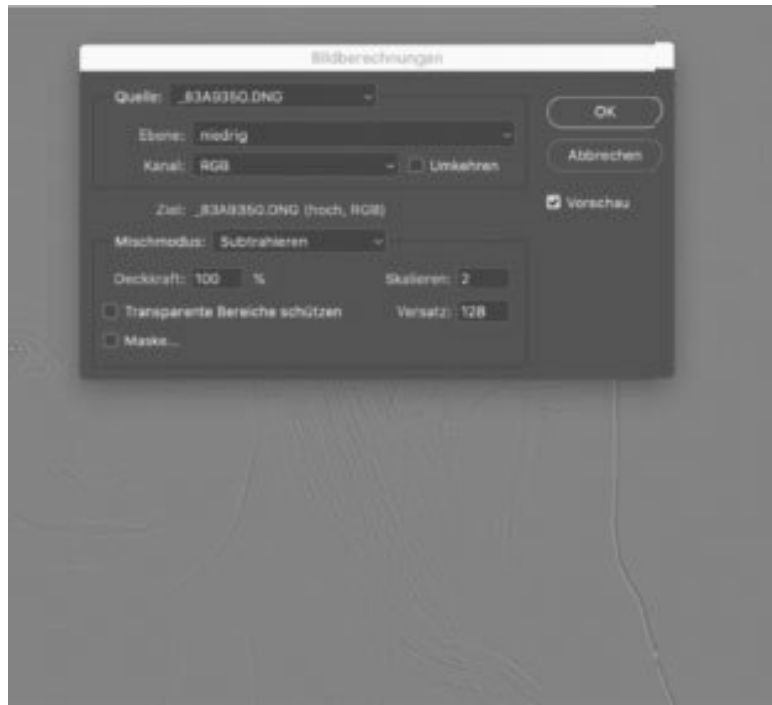 Bildberechnungen
Quelle: _83A9350.DNG
OK
Ebene: niedrig
Abbrechen
Kanal: RGB Umkehren
Ziel: _83A9350.DNG (hoch, RGB)
Vorschau
Mischmodus: Subtrahieren
Deckkraft: 100 % Skalieren: 2
Transparente Bereiche schützen Versatz: 128
Maske...